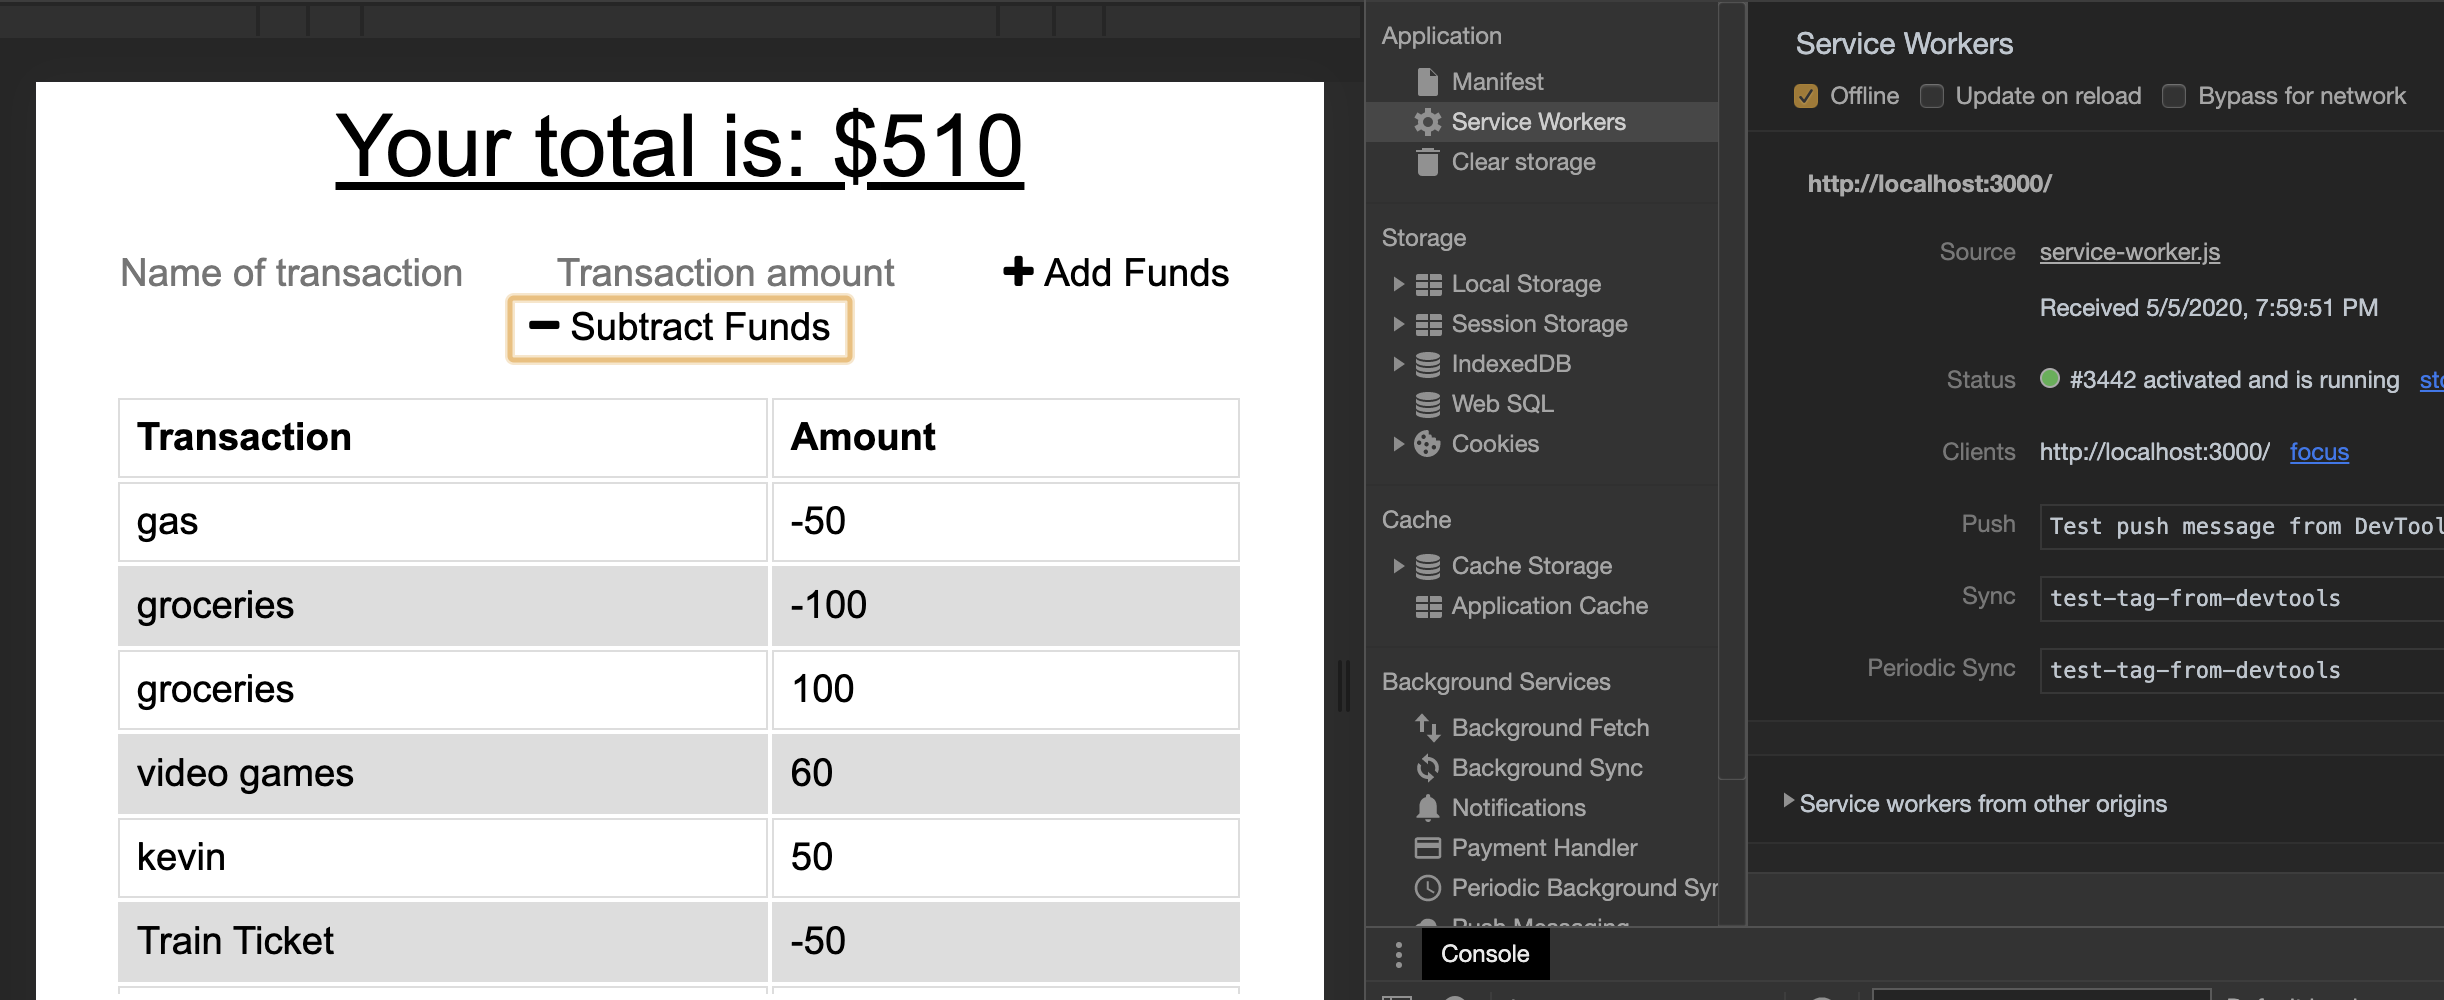 Your total is: $510
Name of transaction
Transaction amount
Add Funds
Subtract Funds
Transaction Amount
gas -50
groceries -100
groceries 100
video games 60
kevin 50
Train Ticket -50
Application
Manifest
Service Workers
Clear storage
Storage
Local Storage
Session Storage
IndexedDB
Web SQL
Cookies
Cache
Cache Storage
Application Cache
Background Services
Background Fetch
Background Sync
Notifications
Payment Handler
Periodic Background Syn
Push Messaging
Console
Service Workers
Offline Update on reload Bypass for network
http://localhost:3000/
Source service-worker.js
Received 5/5/2020, 7:59:51 PM
Status #3442 activated and is running
Clients http://localhost:3000/ focus
Push Test push message from DevTool
Sync test-tag-from-devtools
Periodic Sync test-tag-from-devtools
Service workers from other origins